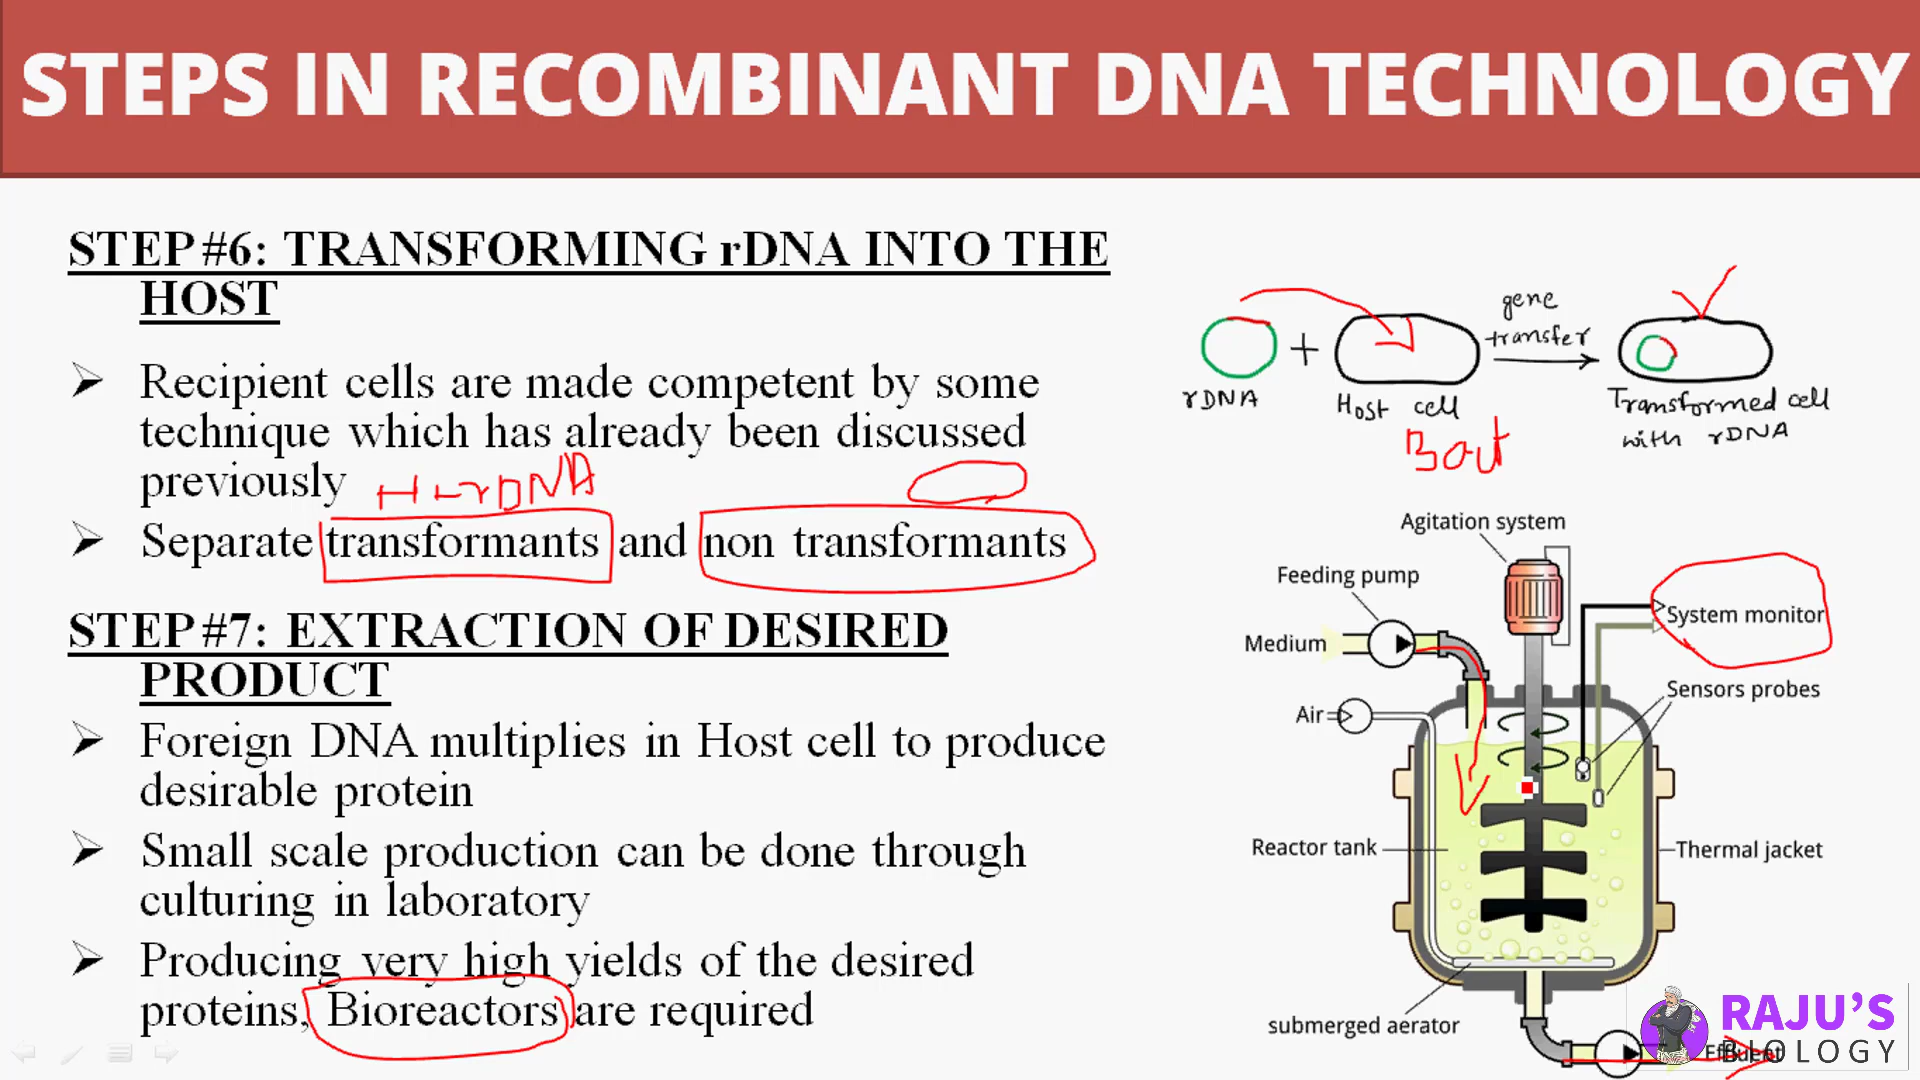 STEPS IN RECOMBINANT DNA TECHNOLOGY
STEP #6: TRANSFORMING rDNA INTO THE
HOST
Recipient cells are made competent by some
technique which has already been discussed
previously
H+rDNA
Separate transformants and non transformants
STEP #7: EXTRACTION OF DESIRED
PRODUCT
Foreign DNA multiplies in Host cell to produce
desirable protein
Small scale production can be done through
culturing in laboratory
Producing very high yields of the desired
proteins, Bioreactors are required
rDNA
+
Host cell
gene
transfer
Transformed cell
with rDNA
Agitation system
Feeding pump
Medium
System monitor
Sensors probes
Air
Reactor tank
Thermal jacket
submerged aerator
Effluent
RAJU'S
BIOLOGY